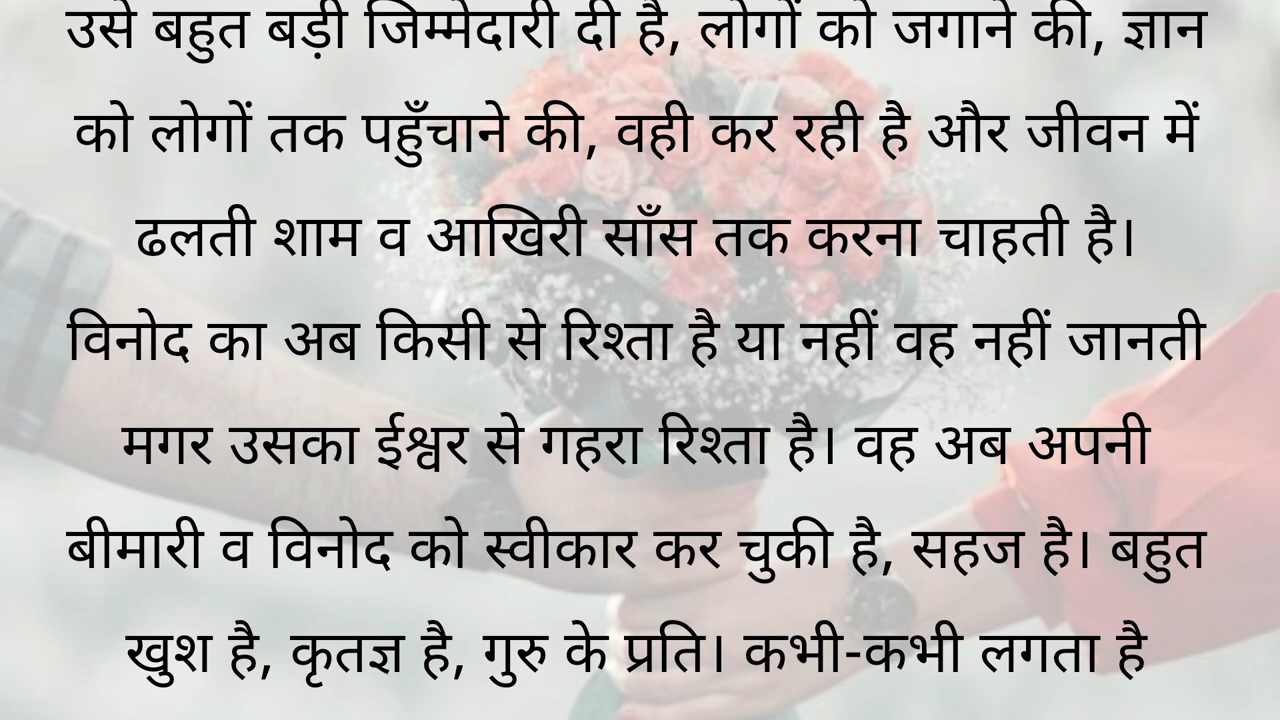 उसे बहुत बड़ी जिम्मेदारी दी है, लोगों को जगाने की, ज्ञान
को लोगों तक पहुँचाने की, वही कर रही है और जीवन में
ढलती शाम व आखिरी साँस तक करना चाहती है।
विनोद का अब किसी से रिश्ता है या नहीं वह नहीं जानती
मगर उसका ईश्वर से गहरा रिश्ता है। वह अब अपनी
बीमारी व विनोद को स्वीकार कर चुकी है, सहज है। बहुत
खुश है, कृतज्ञ है, गुरु के प्रति। कभी-कभी लगता है